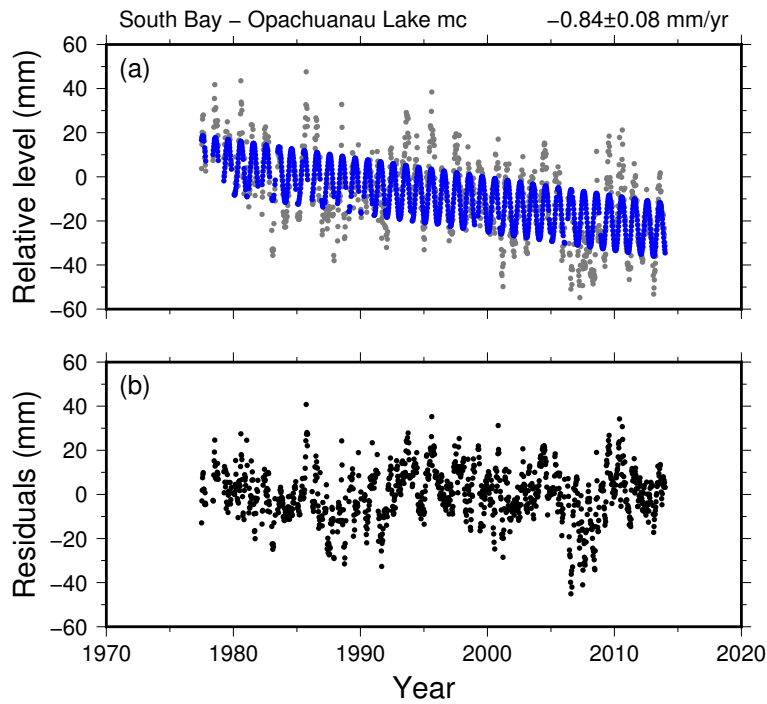 South Bay − Opachuanau Lake mc −0.84±0.08 mm/yr
(a)
60
40
20
0
−20
−40
−60
Relative level (mm)
(b)
60
40
20
0
−20
−40
−60
Residuals (mm)
1970 1980 1990 2000 2010 2020
Year